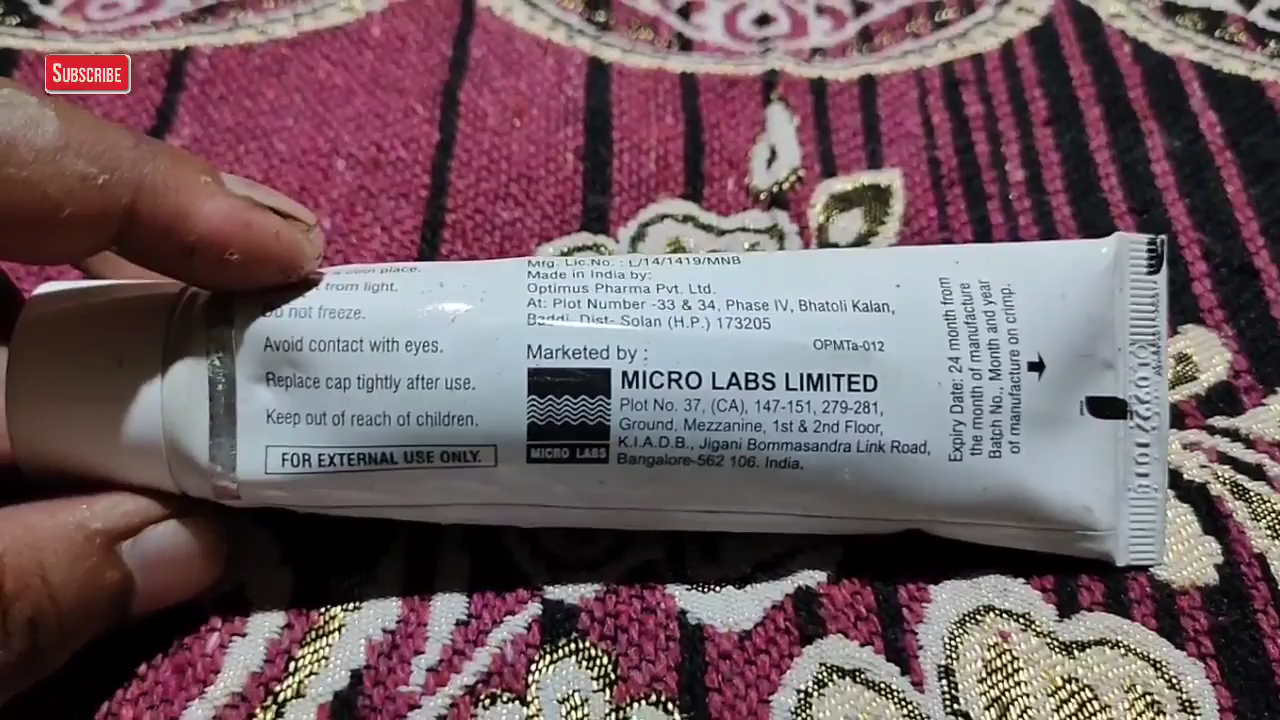 SUBSCRIBE
a cool place.
from light.
Do not freeze.
Avoid contact with eyes.
Replace cap tightly after use.
Keep out of reach of children.
FOR EXTERNAL USE ONLY.
Mfg. Lic.No. : L/14/1419/MNB
Made in India by:
Optimus Pharma Pvt. Ltd.
At: Plot Number -33 & 34, Phase IV, Bhatoli Kalan,
Baddi, Dist- Solan (H.P.) 173205
OPMTa-012
Marketed by :
MICRO LABS LIMITED
Plot No. 37, (CA), 147-151, 279-281,
Ground, Mezzanine, 1st & 2nd Floor,
K.I.A.D.B., Jigani Bommasandra Link Road,
Bangalore-562 106. India.
MICRO LABS
Expiry Date: 24 month from
the month of manufacture
Batch No., Month and year
of manufacture on crimp.